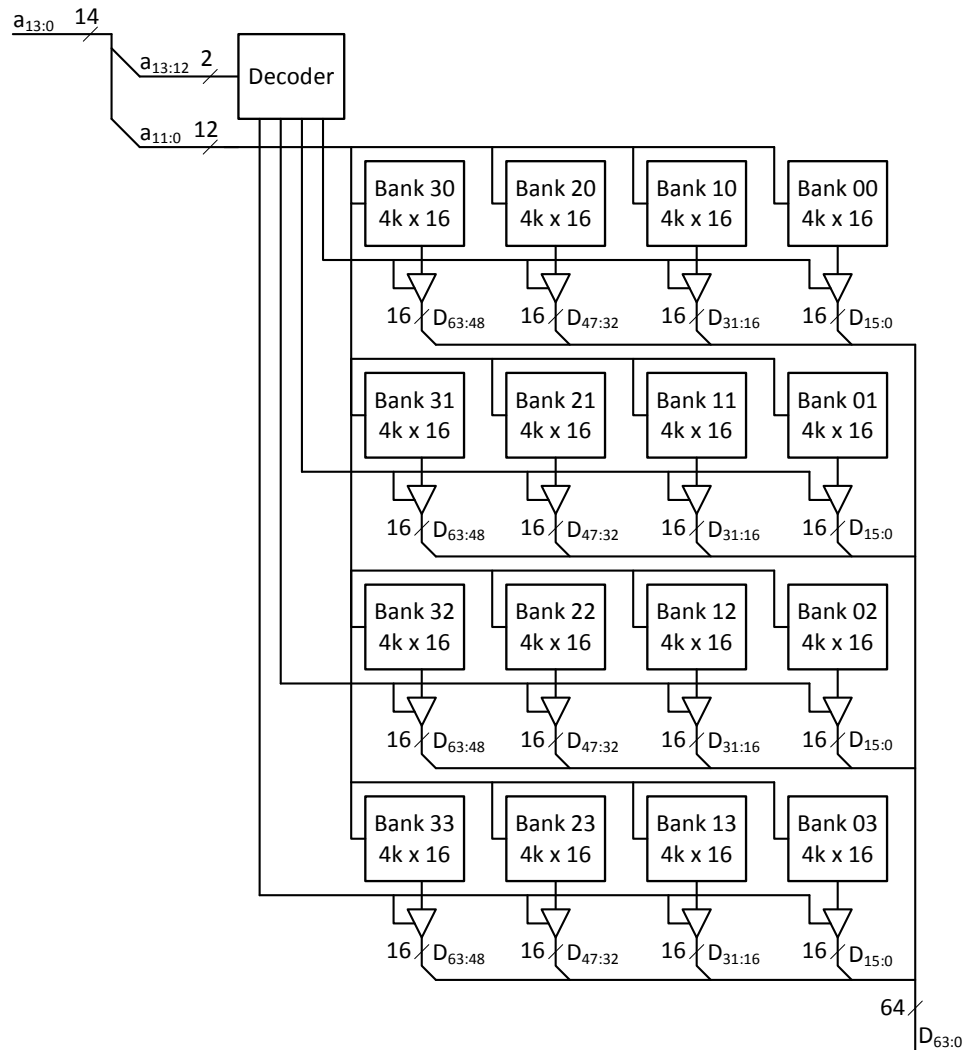 a13:0 14
a13:12 2
Decoder
a11:0 12
Bank 30
4k x 16
Bank 20
4k x 16
Bank 10
4k x 16
Bank 00
4k x 16
16 D63:48
16 D47:32
16 D31:16
16 D15:0
Bank 31
4k x 16
Bank 21
4k x 16
Bank 11
4k x 16
Bank 01
4k x 16
16 D63:48
16 D47:32
16 D31:16
16 D15:0
Bank 32
4k x 16
Bank 22
4k x 16
Bank 12
4k x 16
Bank 02
4k x 16
16 D63:48
16 D47:32
16 D31:16
16 D15:0
Bank 33
4k x 16
Bank 23
4k x 16
Bank 13
4k x 16
Bank 03
4k x 16
16 D63:48
16 D47:32
16 D31:16
16 D15:0
64
D63:0